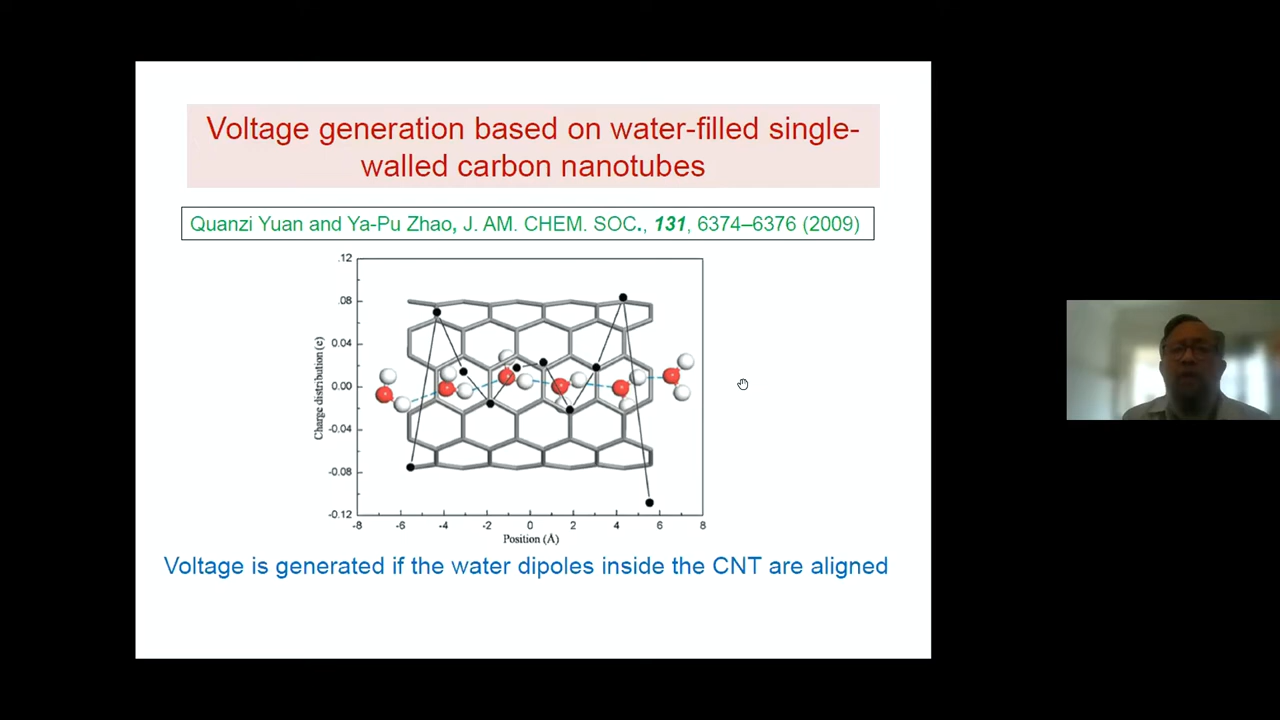 Voltage generation based on water-filled single-
walled carbon nanotubes
Quanzi Yuan and Ya-Pu Zhao, J. AM. CHEM. SOC., 131, 6374–6376 (2009)
.12
.08
0.04
0.00
-0.04
-0.08
-0.12
Charge distribution (e)
-8 -6 -4 -2 0 2 4 6 8
Position (Å)
Voltage is generated if the water dipoles inside the CNT are aligned